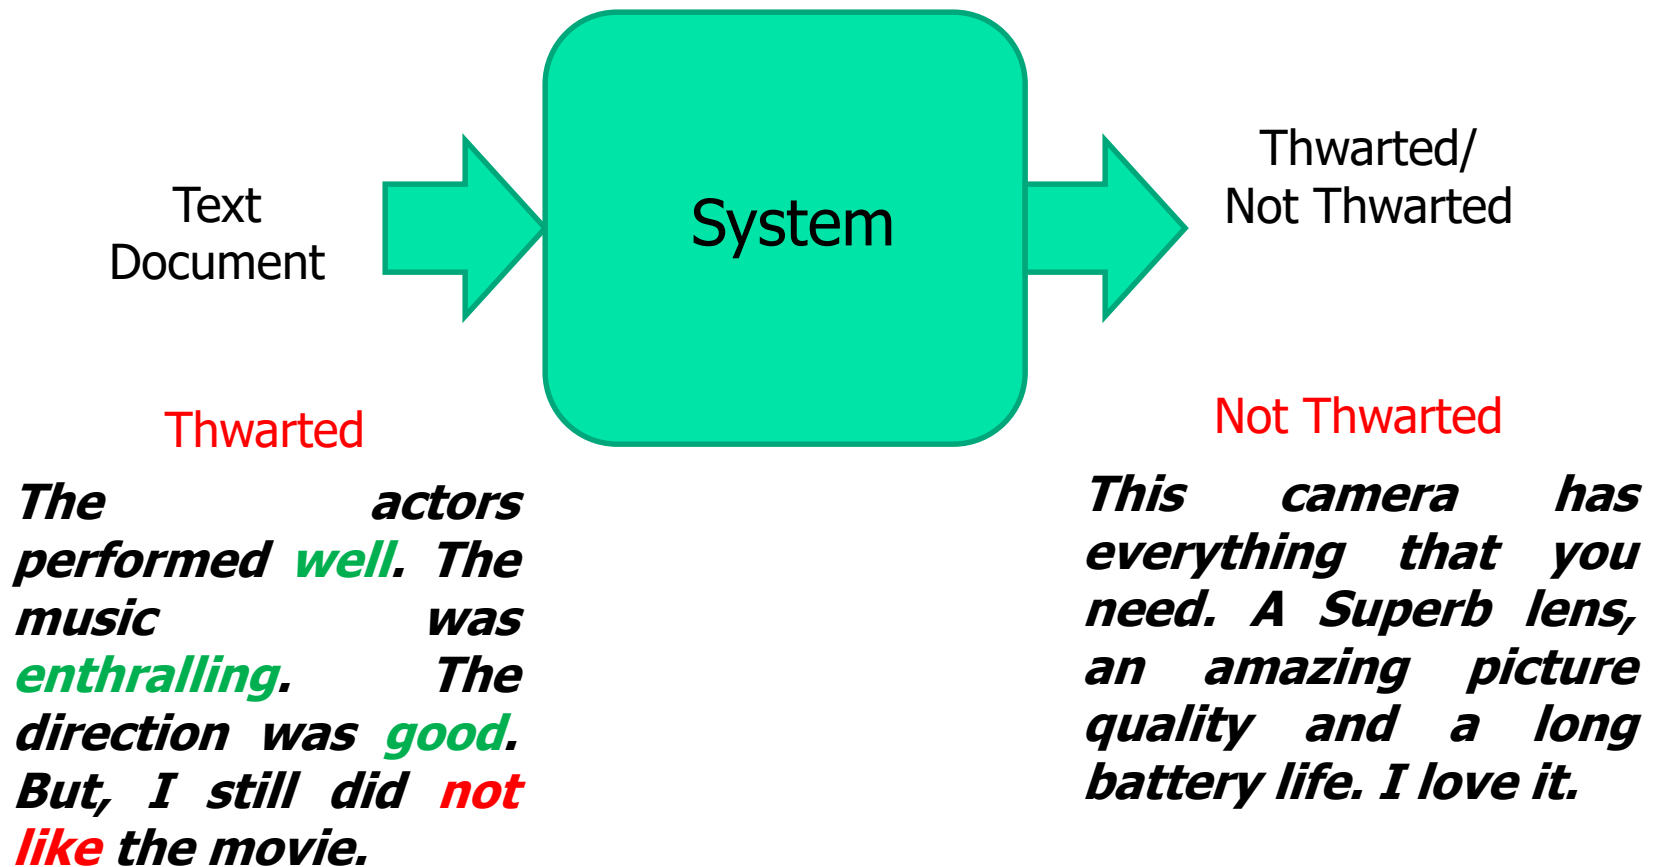 Text
Document
System
Thwarted/
Not Thwarted
Thwarted
The actors
performed well. The
music was
enthralling. The
direction was good.
But, I still did not
like the movie.
Not Thwarted
This camera has
everything that you
need. A Superb lens,
an amazing picture
quality and a long
battery life. I love it.